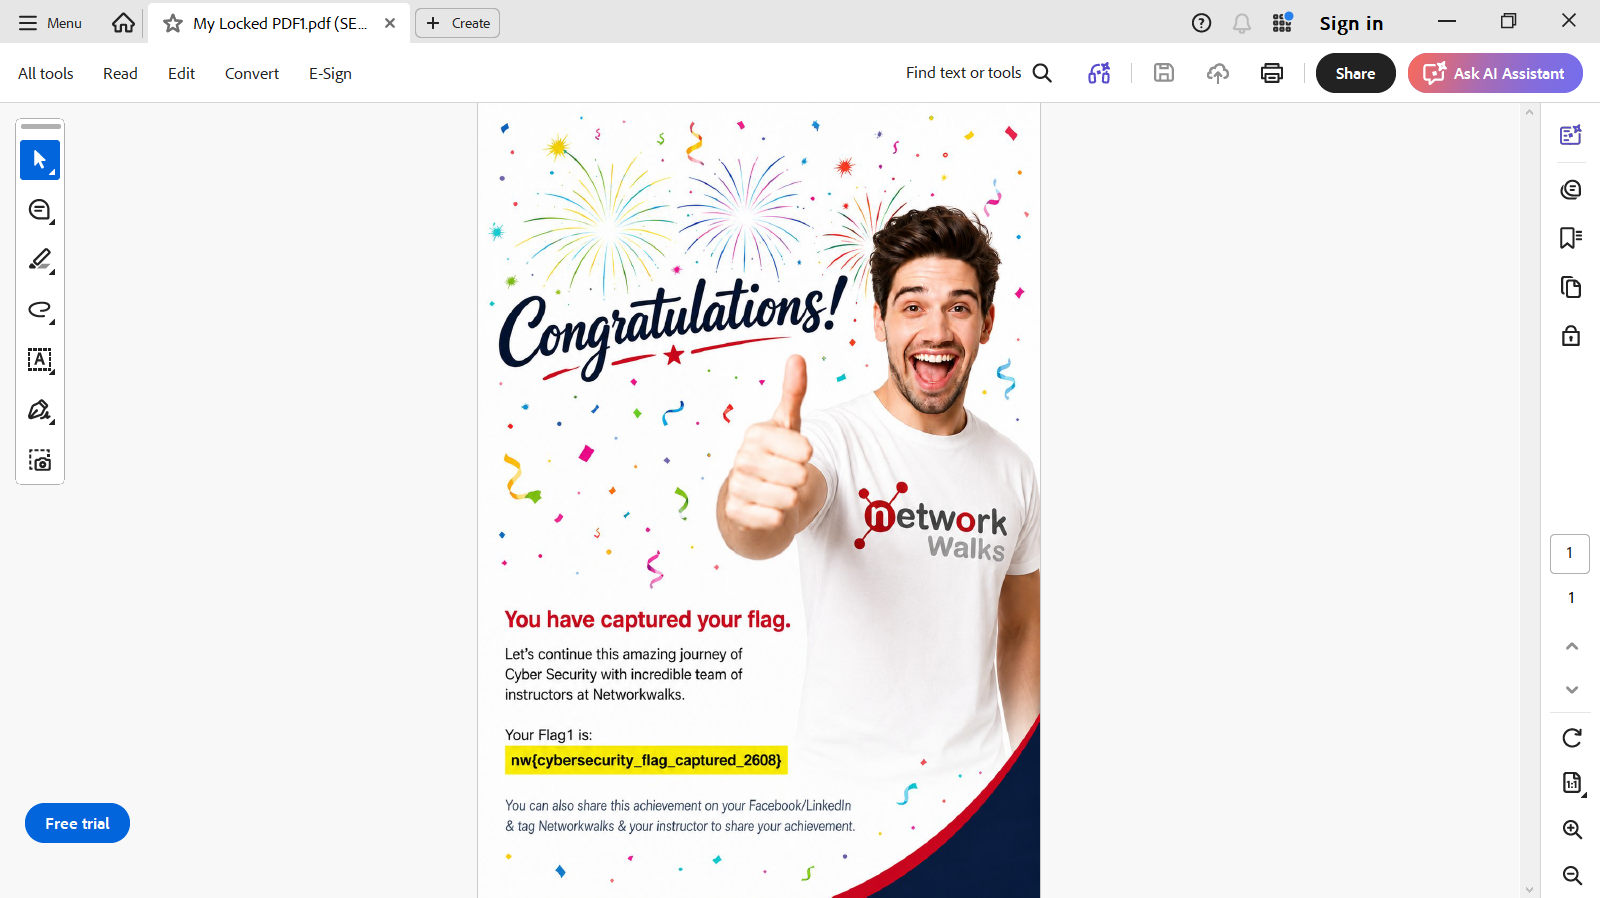 Menu
My Locked PDF1.pdf (SE...
Create
Sign in
All tools
Read
Edit
Convert
E-Sign
Find text or tools
Share
Ask AI Assistant
Congratulations!
network
Walks
You have captured your flag.
Let's continue this amazing journey of
Cyber Security with incredible team of
instructors at Networkwalks.
Your Flag1 is:
nw{cybersecurity_flag_captured_2608}
You can also share this achievement on your Facebook/LinkedIn
& tag Networkwalks & your instructor to share your achievement.
Free trial
1
1
1:1